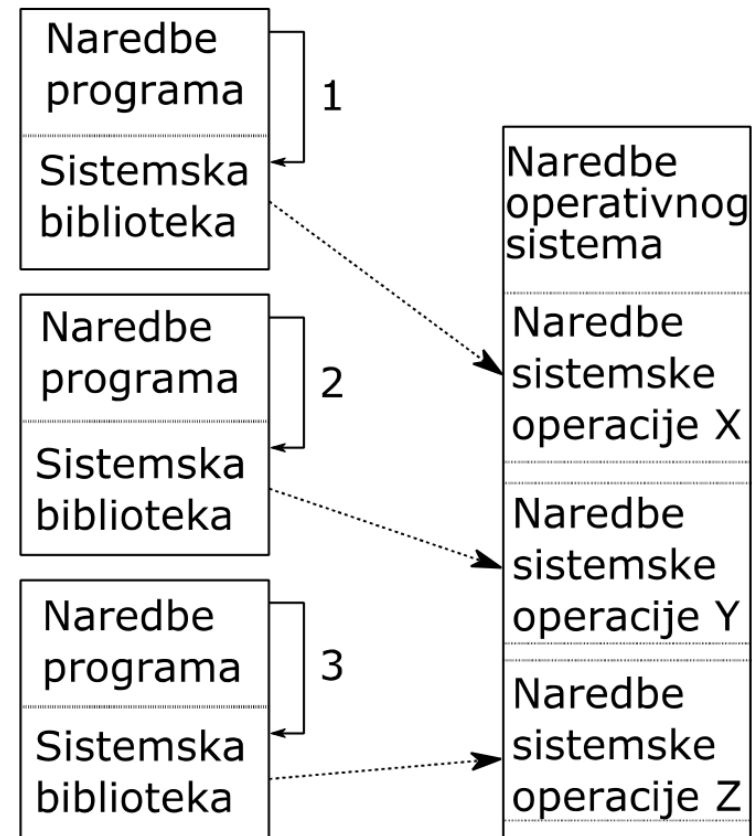 Naredbe
programa
1
Sistemska
biblioteka
Naredbe
programa
2
Sistemska
biblioteka
Naredbe
programa
3
Sistemska
biblioteka
Naredbe
operativnog
sistema
Naredbe
sistemske
operacije X
Naredbe
sistemske
operacije Y
Naredbe
sistemske
operacije Z